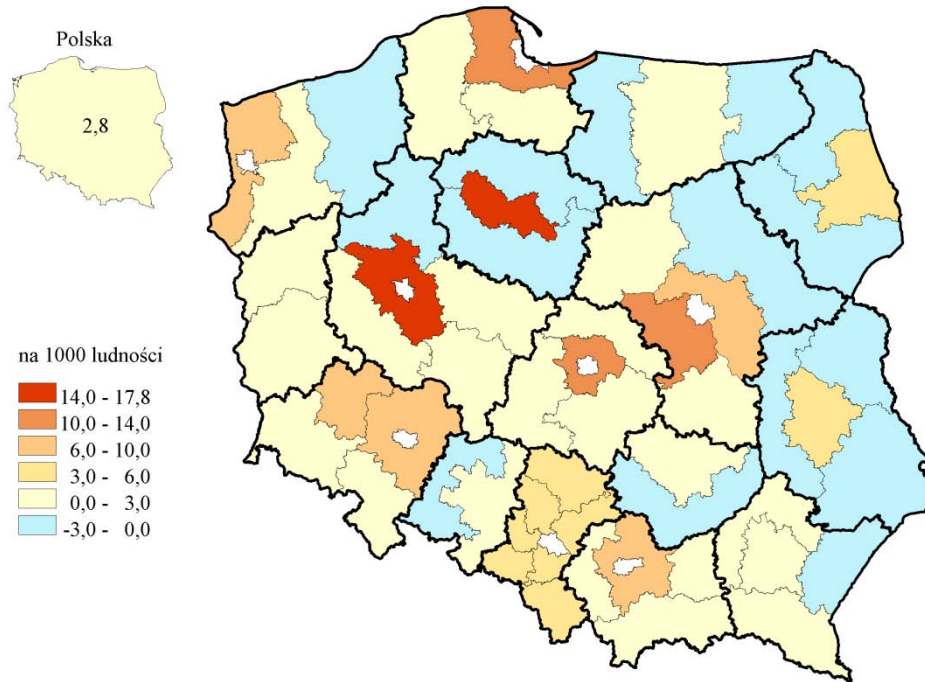 Polska
2,8
na 1000 ludności
14,0 - 17,8
10,0 - 14,0
6,0 - 10,0
3,0 - 6,0
0,0 - 3,0
-3,0 - 0,0